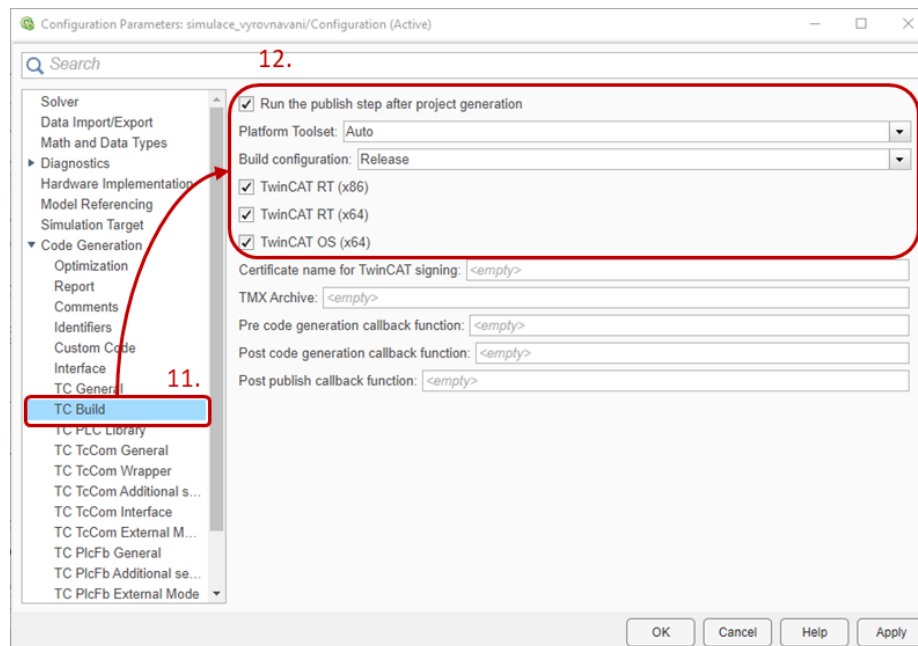 Configuration Parameters: simulace_vyrovnavani/Configuration (Active)
Search
12.
Solver
Data Import/Export
Math and Data Types
Diagnostics
Hardware Implementation
Model Referencing
Simulation Target
Code Generation
Optimization
Report
Comments
Identifiers
Custom Code
Interface
TC General
11.
TC Build
TC PLC Library
TC TcCom General
TC TcCom Wrapper
TC TcCom Additional s...
TC TcCom Interface
TC TcCom External M...
TC PlcFb General
TC PlcFb Additional se...
TC PlcFb External Mode
Run the publish step after project generation
Platform Toolset: Auto
Build configuration: Release
TwinCAT RT (x86)
TwinCAT RT (x64)
TwinCAT OS (x64)
Certificate name for TwinCAT signing: <empty>
TMX Archive: <empty>
Pre code generation callback function: <empty>
Post code generation callback function: <empty>
Post publish callback function: <empty>
OK Cancel Help Apply